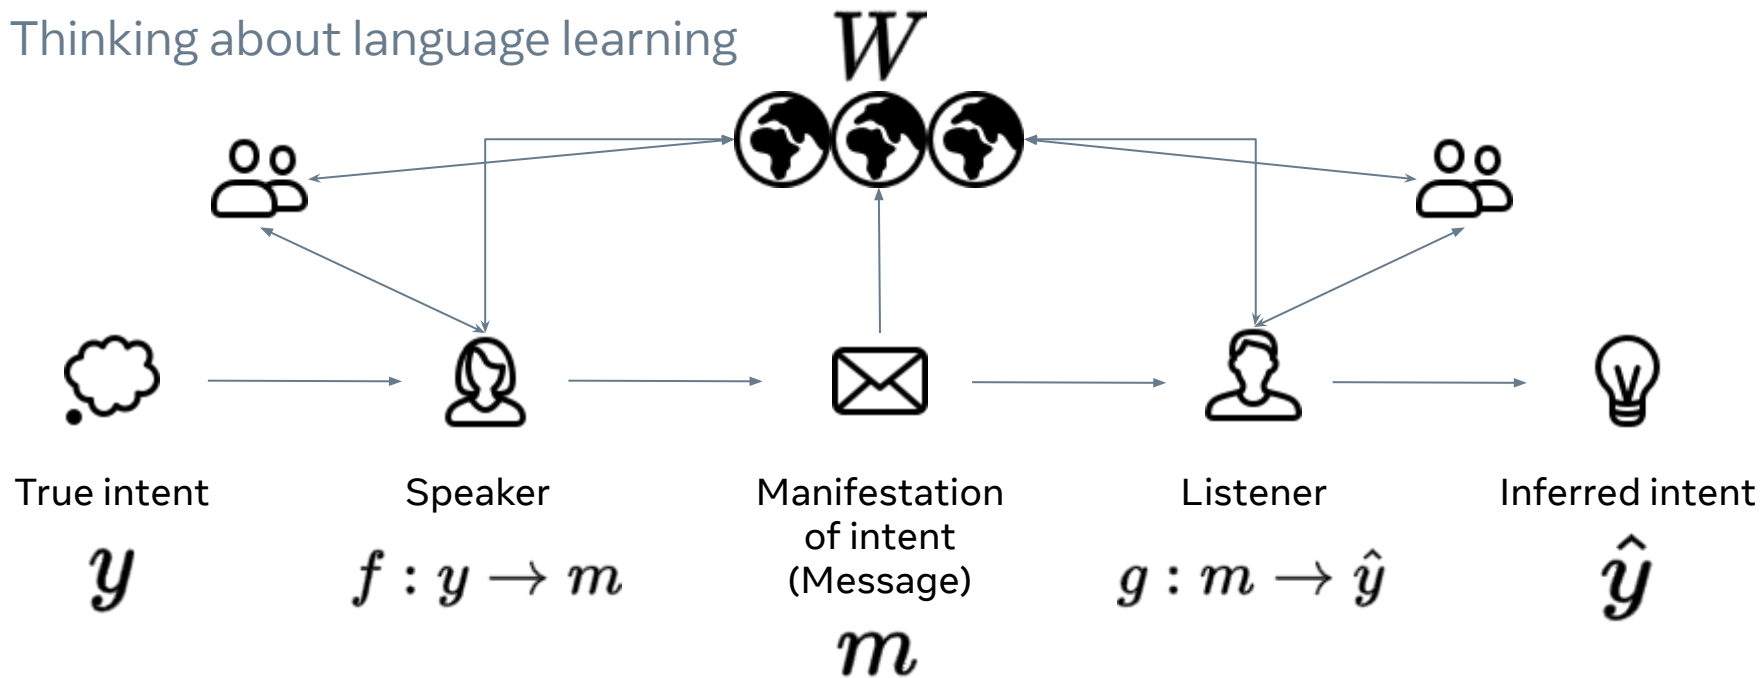 Thinking about language learning
W
True intent
Speaker
Manifestation
of intent
(Message)
Listener
Inferred intent
y
f : y → m
m
g : m → ŷ
ŷ